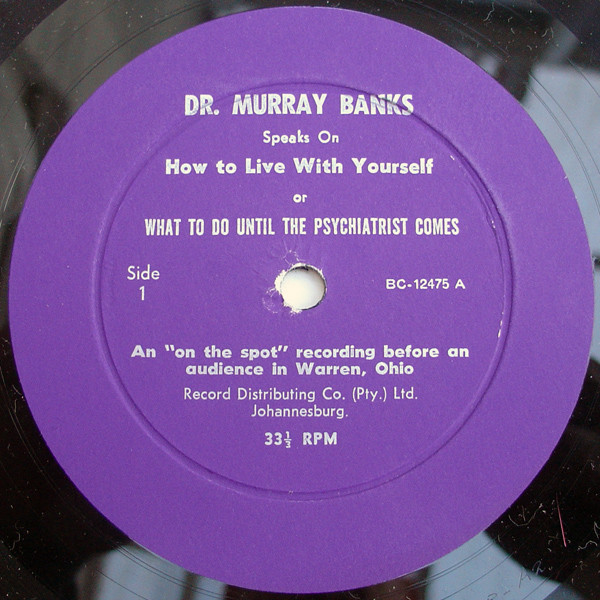 DR. MURRAY BANKS
Speaks On
How to Live With Yourself
or
WHAT TO DO UNTIL THE PSYCHIATRIST COMES
Side
1
BC-12475 A
An "on the spot" recording before an
audience in Warren, Ohio
Record Distributing Co. (Pty.) Ltd.
Johannesburg.
33⅓ RPM